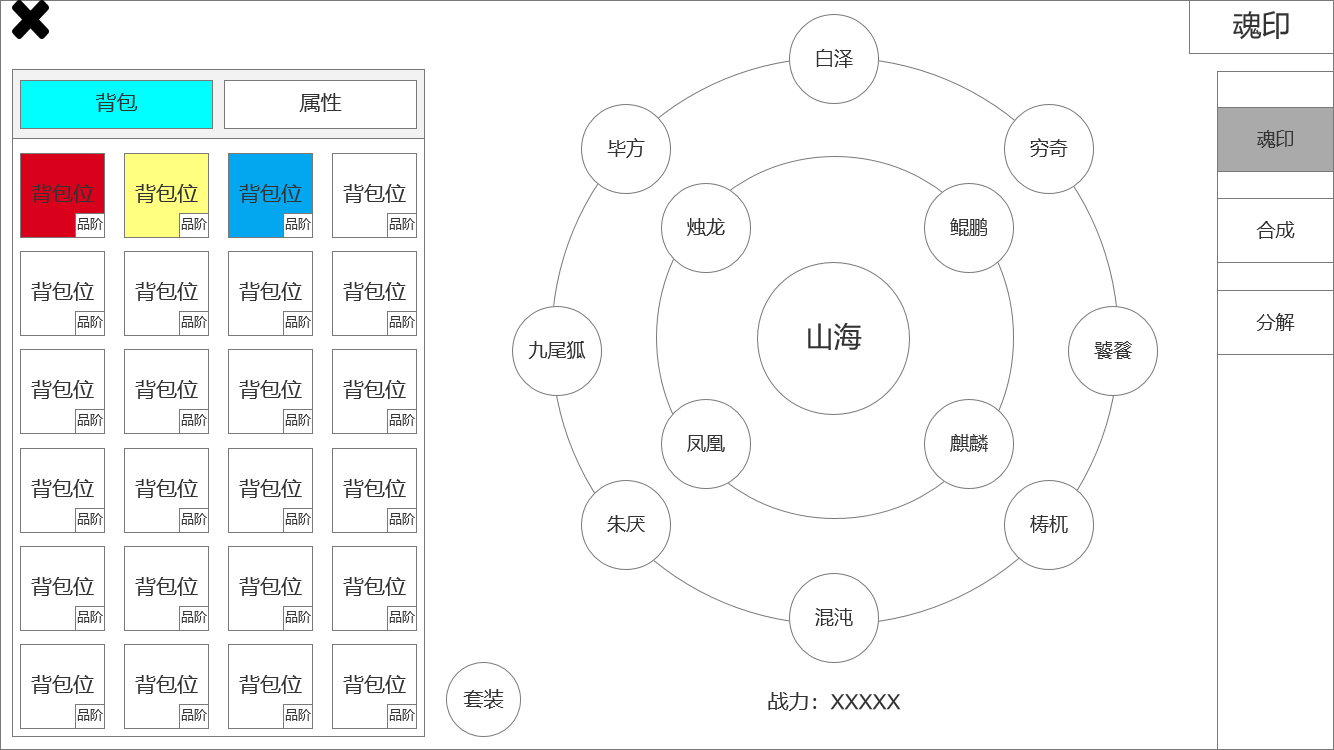 魂印
背包
属性
背包位
背包位
背包位
背包位
品阶
品阶
品阶
品阶
背包位
背包位
背包位
背包位
品阶
品阶
品阶
品阶
背包位
背包位
背包位
背包位
品阶
品阶
品阶
品阶
背包位
背包位
背包位
背包位
品阶
品阶
品阶
品阶
背包位
背包位
背包位
背包位
品阶
品阶
品阶
品阶
背包位
背包位
背包位
背包位
品阶
品阶
品阶
品阶
白泽
毕方
穷奇
烛龙
鲲鹏
山海
九尾狐
饕餮
凤凰
麒麟
朱厌
梼杌
混沌
套装
战力：XXXXX
魂印
合成
分解